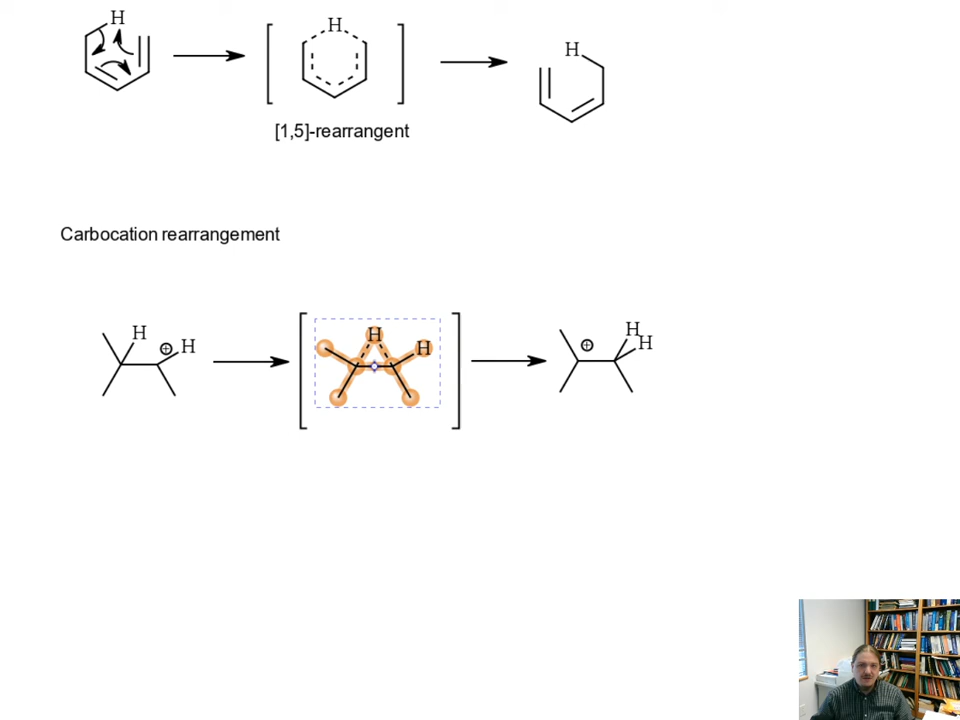 H
H
H
[1,5]-rearrangent
Carbocation rearrangement
H
⊕ H
H
H
⊕
H
H